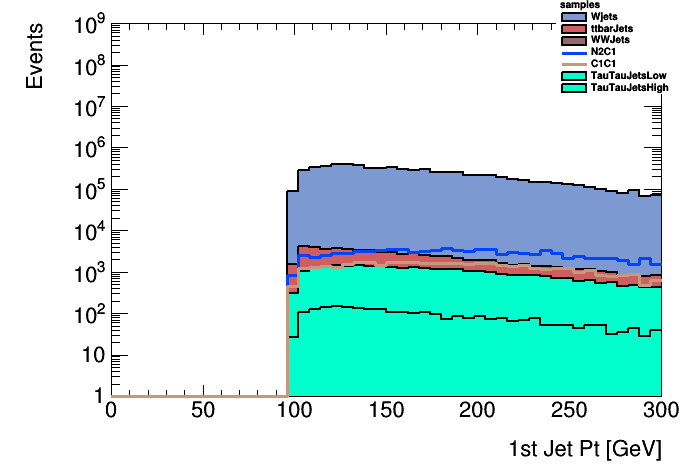 samples
Wjets
ttbarJets
WWJets
N2C1
C1C1
TauTauJetsLow
TauTauJetsHigh
Events
10⁹
10⁸
10⁷
10⁶
10⁵
10⁴
10³
10²
10
1
0 50 100 150 200 250 300
1st Jet Pt [GeV]